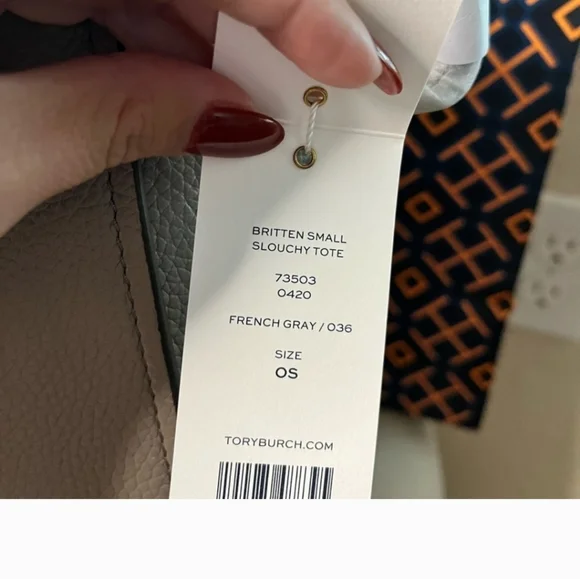 BRITTEN SMALL
SLOUCHY TOTE
73503
0420
FRENCH GRAY / 036
SIZE
OS
TORYBURCH.COM